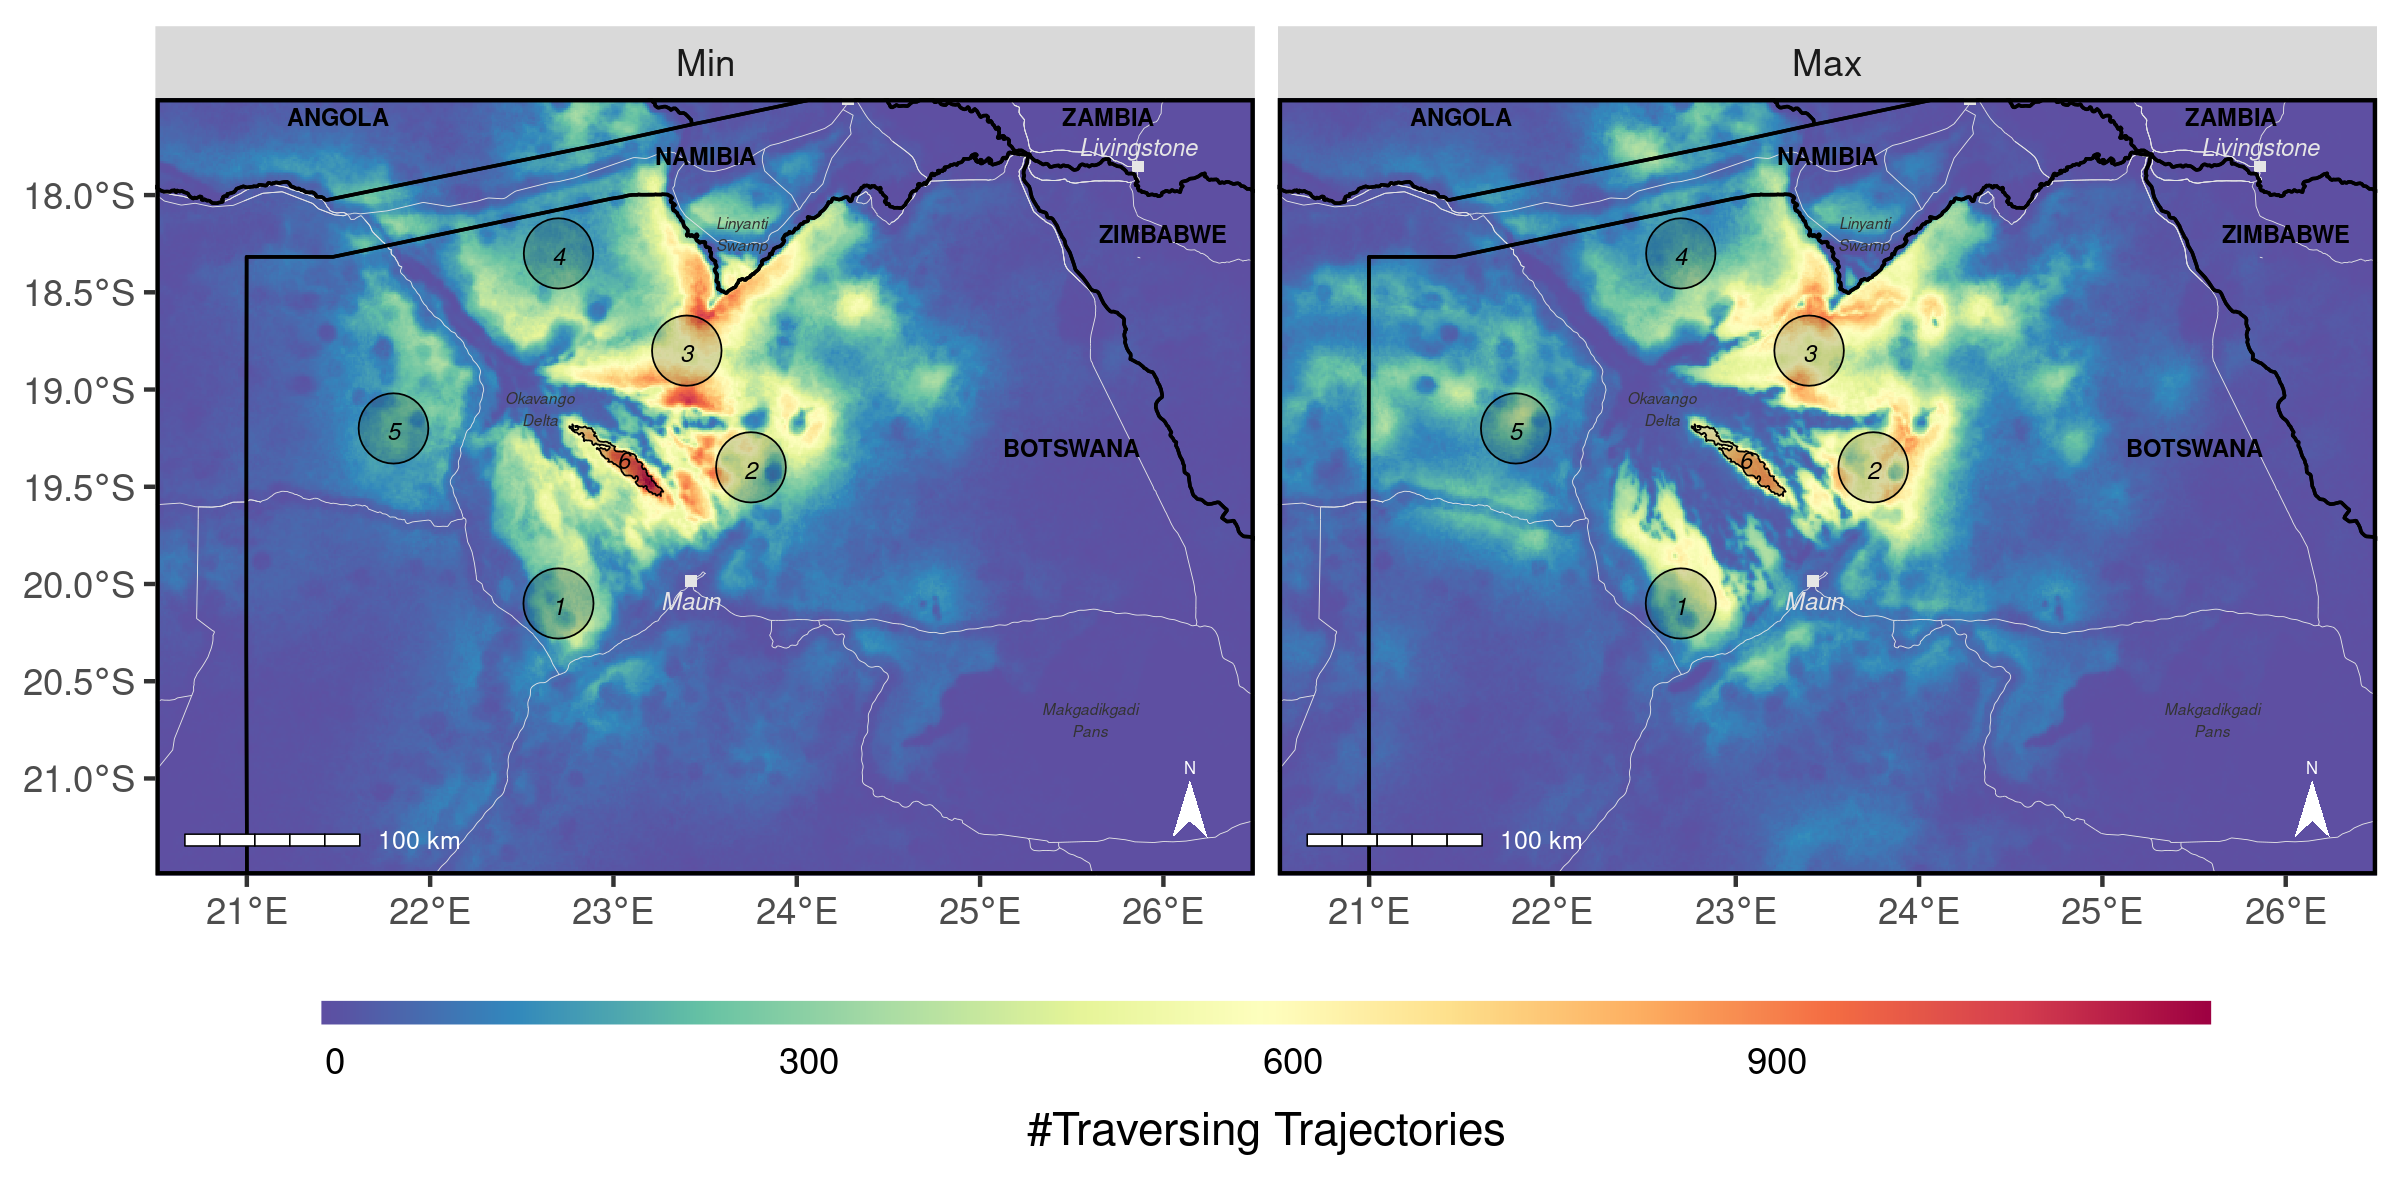 Min
Max
ANGOLA
ZAMBIA
Livingstone
NAMIBIA
Linyanti
Swamp
ZIMBABWE
4
3
Okavango
Delta
5
6
2
BOTSWANA
1
Maun
Makgadikgadi
Pans
N
100 km
ANGOLA
ZAMBIA
Livingstone
NAMIBIA
Linyanti
Swamp
ZIMBABWE
4
3
Okavango
Delta
5
6
2
BOTSWANA
1
Maun
Makgadikgadi
Pans
N
100 km
18.0°S
18.5°S
19.0°S
19.5°S
20.0°S
20.5°S
21.0°S
21°E 22°E 23°E 24°E 25°E 26°E
21°E 22°E 23°E 24°E 25°E 26°E
0 300 600 900
#Traversing Trajectories